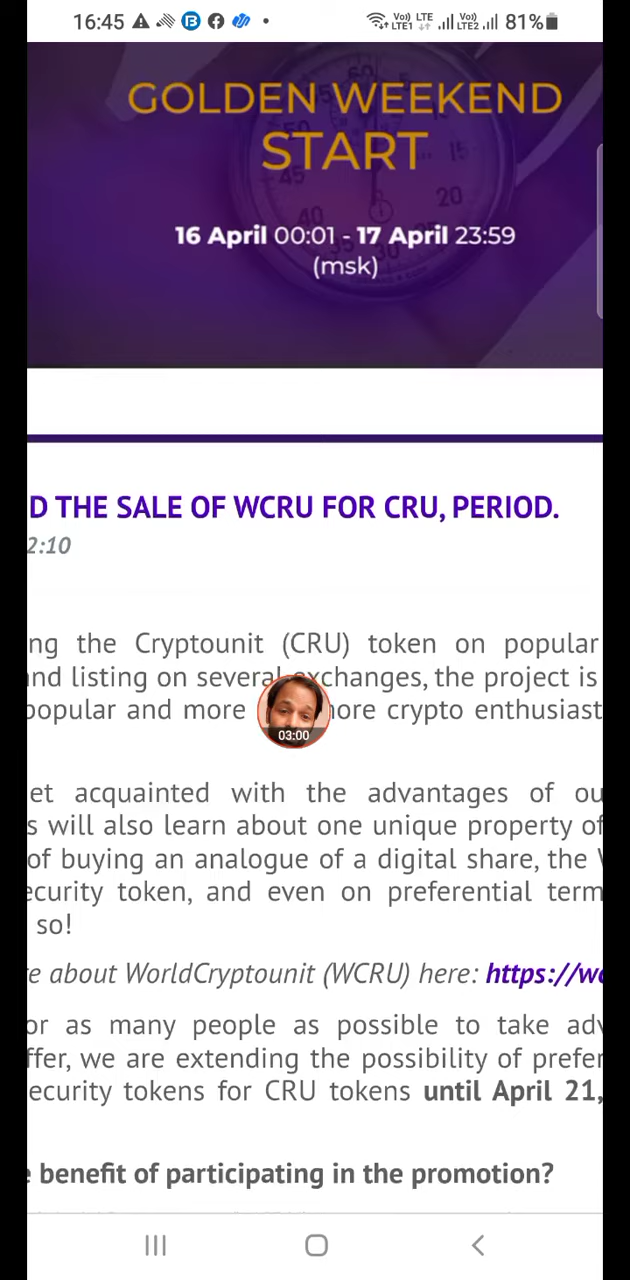 16:45
Vo)) LTE
LTE1
Vo))
LTE2
81%
GOLDEN WEEKEND
START
16 April 00:01 - 17 April 23:59
(msk)
D THE SALE OF WCRU FOR CRU, PERIOD.
2:10
ng the Cryptounit (CRU) token on popular
nd listing on several exchanges, the project is
popular and more ore crypto enthusiast
03:00
et acquainted with the advantages of ou
s will also learn about one unique property of
of buying an analogue of a digital share, the
ecurity token, and even on preferential term
so!
e about WorldCryptounit (WCRU) here: https://wc
or as many people as possible to take adv
ffer, we are extending the possibility of prefer
ecurity tokens for CRU tokens until April 21,
benefit of participating in the promotion?